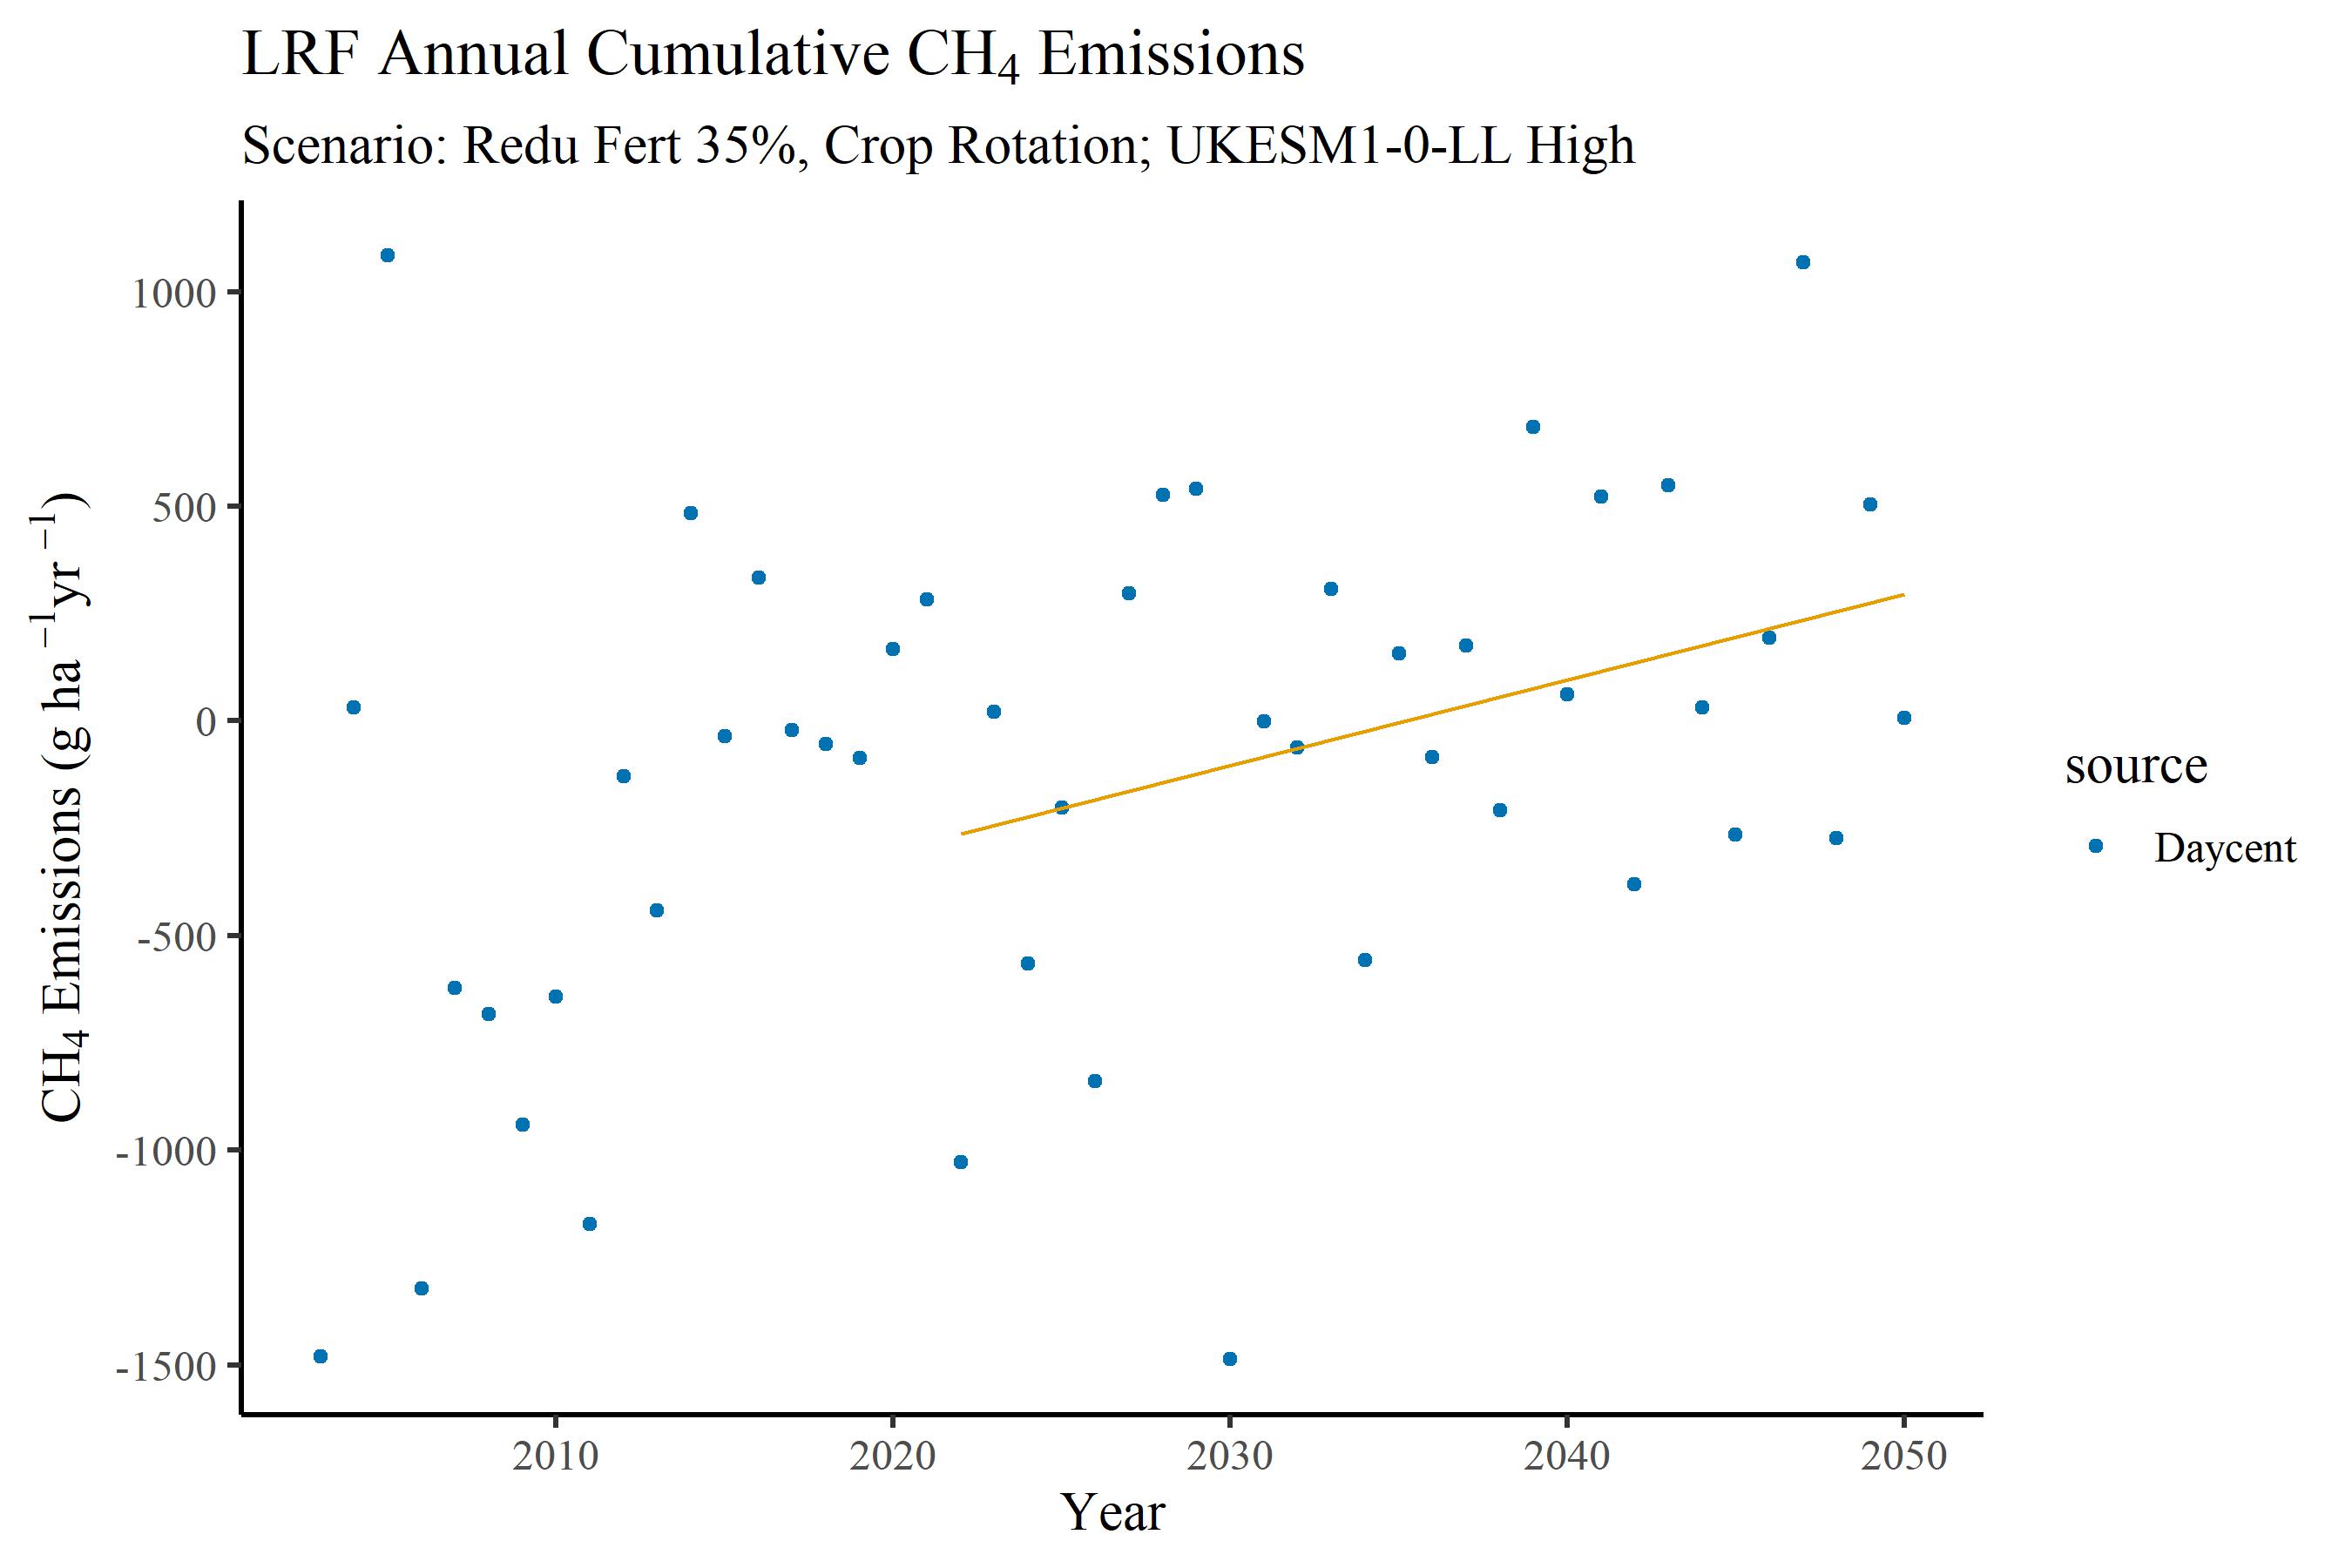 LRF Annual Cumulative CH₄ Emissions
Scenario: Redu Fert 35%, Crop Rotation; UKESM1-0-LL High
CH₄ Emissions (g ha ⁻¹yr ⁻¹)
1000
500
0
-500
-1000
-1500
2010 2020 2030 2040 2050
Year
source
Daycent